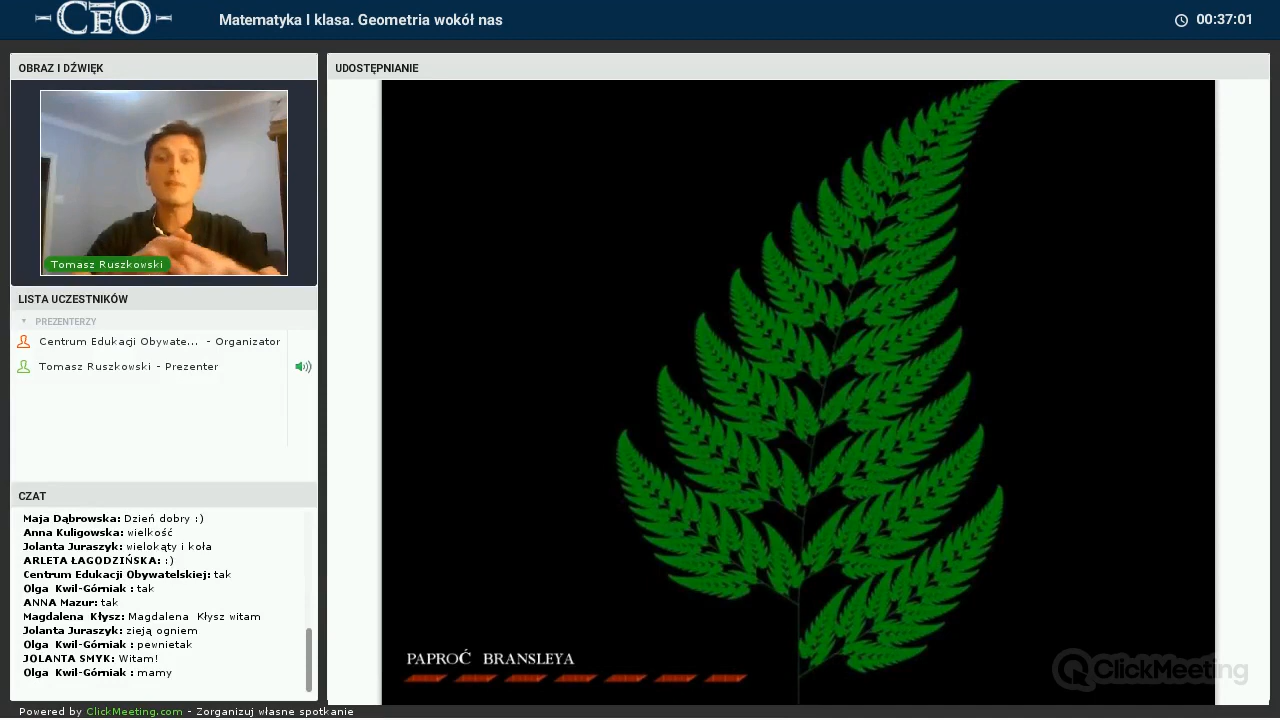 CEO
Matematyka I klasa. Geometria wokół nas
00:37:01
OBRAZ I DŹWIĘK
Tomasz Ruszkowski
LISTA UCZESTNIKÓW
PREZENTERZY
Centrum Edukacji Obywate... - Organizator
Tomasz Ruszkowski - Prezenter
CZAT
Maja Dąbrowska: Dzień dobry :)
Anna Kuligowska: wielkość
Jolanta Juraszyk: wielokąty i koła
ARLETA ŁAGODZIŃSKA: :)
Centrum Edukacji Obywatelskiej: tak
Olga Kwil-Górniak : tak
ANNA Mazur: tak
Magdalena Kłysz: Magdalena Kłysz witam
Jolanta Juraszyk: zieją ogniem
Olga Kwil-Górniak : pewnietak
JOLANTA SMYK: Witam!
Olga Kwil-Górniak : mamy
Powered by ClickMeeting.com - Zorganizuj własne spotkanie
UDOSTĘPNIANIE
PAPROĆ BRANSLEYA
ClickMeeting